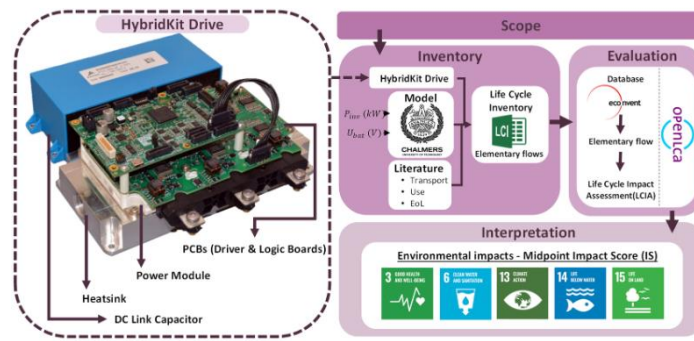 HybridKit Drive
PCBs (Driver & Logic Boards)
Power Module
Heatsink
DC Link Capacitor
Scope
Inventory
HybridKit Drive
Model
P_inv (kW)
U_bat (V)
CHALMERS
Literature
• Transport
• Use
• EoL
Life Cycle
Inventory
LCI
Elementary flows
Evaluation
Database
ecoinvent
Elementary flow
Life Cycle Impact
Assessment(LCIA)
openLca
Interpretation
Environmental impacts - Midpoint Impact Score (IS)
3 GOOD HEALTH
AND WELL-BEING
6 CLEAN WATER
AND SANITATION
13 CLIMATE
ACTION
14 LIFE
BELOW WATER
15 LIFE
ON LAND